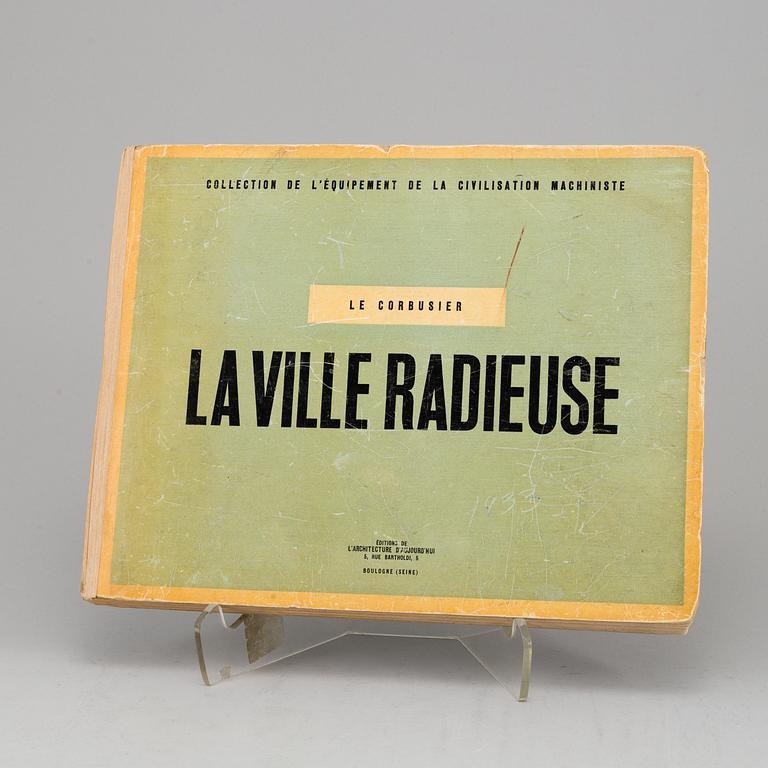 COLLECTION DE L'ÉQUIPEMENT DE LA CIVILISATION MACHINISTE
LE CORBUSIER
LA VILLE RADIEUSE
1933
ÉDITIONS DE
L'ARCHITECTURE D'AUJOURD'HUI
5, RUE BARTHOLDI, 5
BOULOGNE (SEINE)